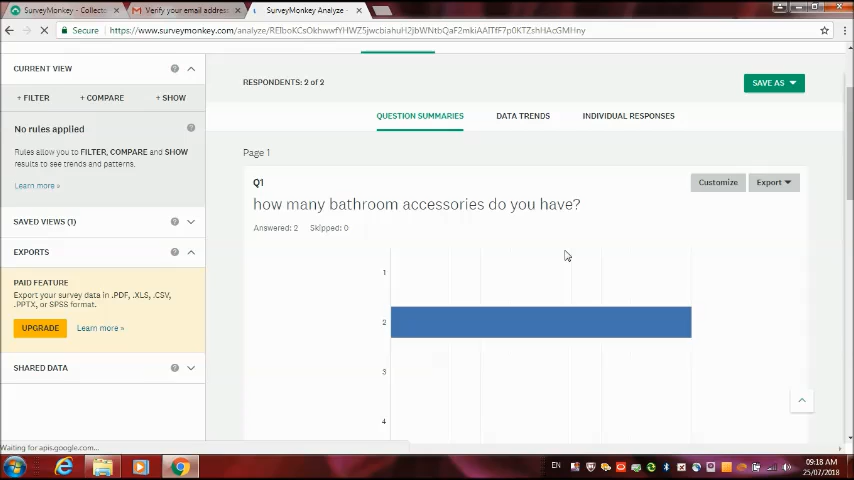 SurveyMonkey - Collecto
Verify your email address
SurveyMonkey Analyze -
Secure
CURRENT VIEW
+ FILTER + COMPARE + SHOW
No rules applied
Rules allow you to FILTER, COMPARE and SHOW
results to see trends and patterns.
Learn more »
SAVED VIEWS (1)
EXPORTS
PAID FEATURE
Export your survey data in .PDF, .XLS, .CSV,
.PPTX, or SPSS format.
UPGRADE Learn more »
SHARED DATA
RESPONDENTS: 2 of 2
SAVE AS
QUESTION SUMMARIES DATA TRENDS INDIVIDUAL RESPONSES
Page 1
Q1
Customize Export
how many bathroom accessories do you have?
Answered: 2 Skipped: 0
1
2
3
4
Waiting for apis.google.com...
EN
09:18 AM
25/07/2018